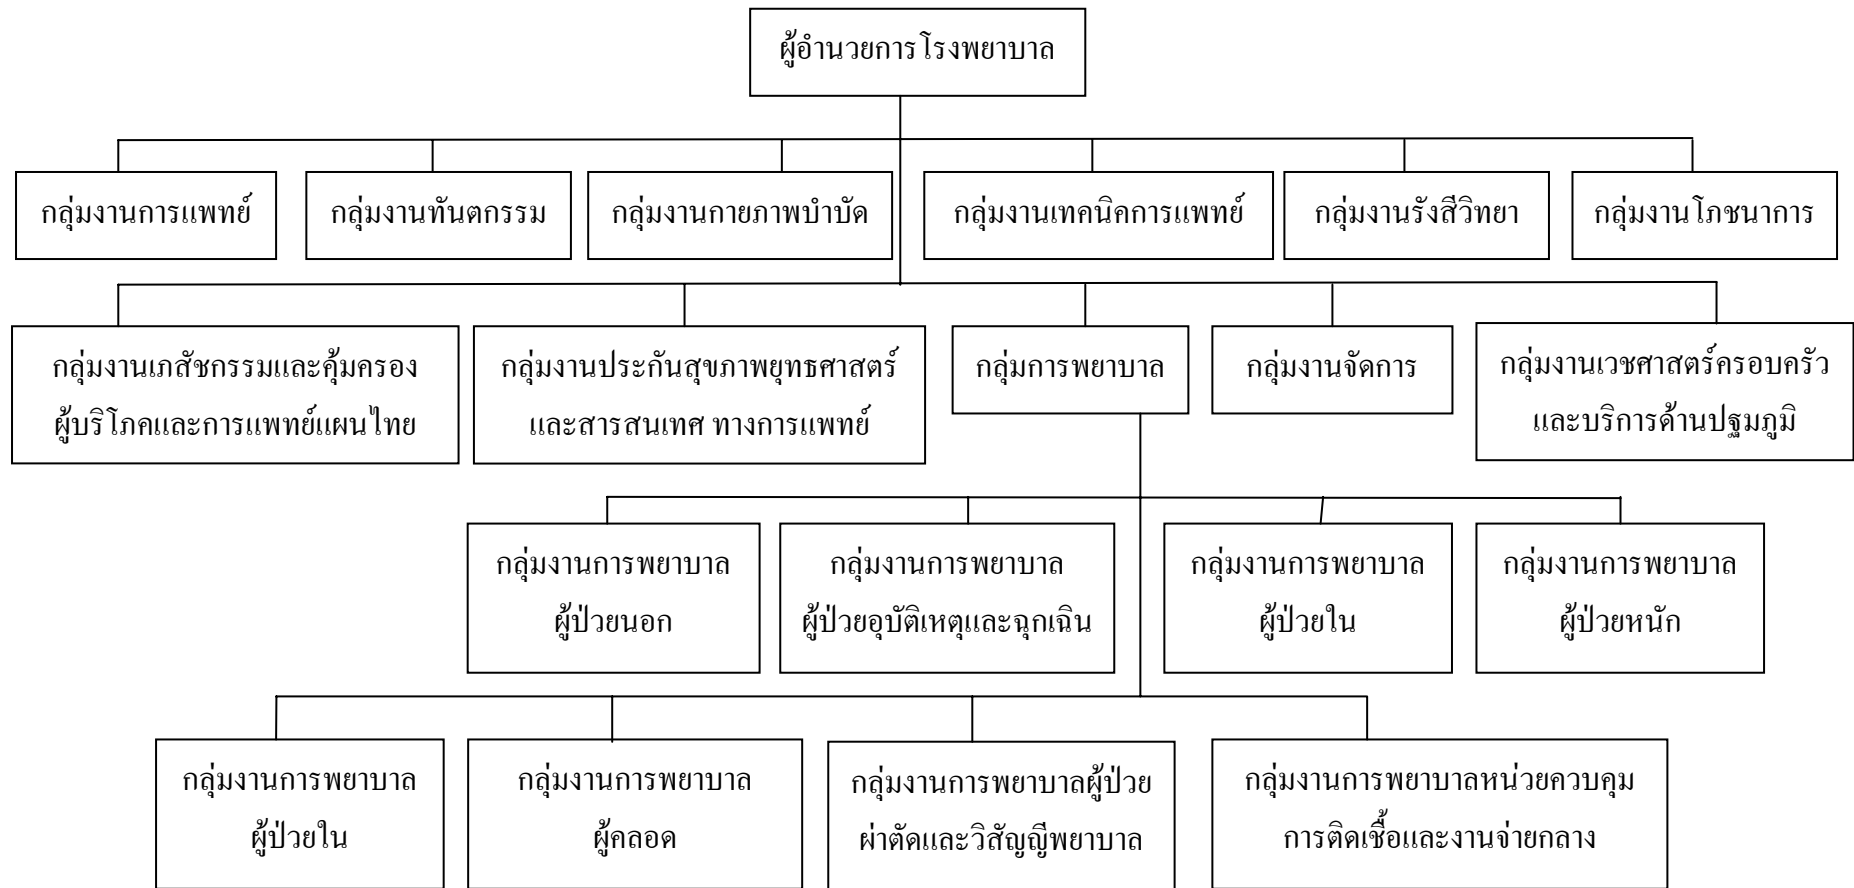 ผู้อำนวยการโรงพยาบาล
กลุ่มงานการแพทย์
กลุ่มงานทันตกรรม
กลุ่มงานกายภาพบำบัด
กลุ่มงานเทคนิคการแพทย์
กลุ่มงานรังสีวิทยา
กลุ่มงานโภชนาการ
กลุ่มงานเภสัชกรรมและคุ้มครอง
ผู้บริโภคและการแพทย์แผนไทย
กลุ่มงานประกันสุขภาพยุทธศาสตร์
และสารสนเทศ ทางการแพทย์
กลุ่มการพยาบาล
กลุ่มงานจัดการ
กลุ่มงานเวชศาสตร์ครอบครัว
และบริการด้านปฐมภูมิ
กลุ่มงานการพยาบาล
ผู้ป่วยนอก
กลุ่มงานการพยาบาล
ผู้ป่วยอุบัติเหตุและฉุกเฉิน
กลุ่มงานการพยาบาล
ผู้ป่วยใน
กลุ่มงานการพยาบาล
ผู้ป่วยหนัก
กลุ่มงานการพยาบาล
ผู้ป่วยใน
กลุ่มงานการพยาบาล
ผู้คลอด
กลุ่มงานการพยาบาลผู้ป่วย
ผ่าตัดและวิสัญญีพยาบาล
กลุ่มงานการพยาบาลหน่วยควบคุม
การติดเชื้อและงานจ่ายกลาง